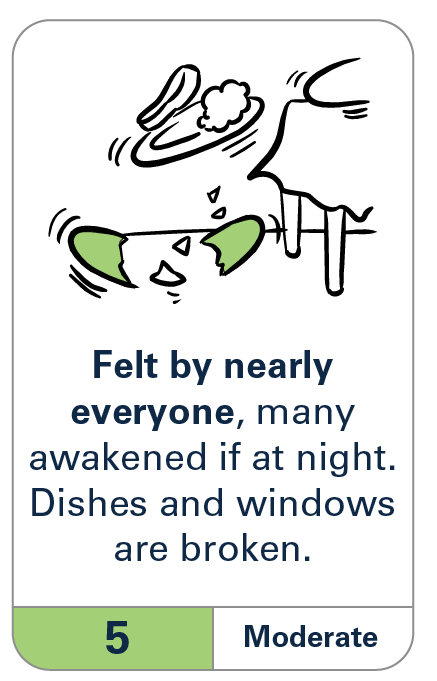 Felt by nearly
everyone, many
awakened if at night.
Dishes and windows
are broken.
5
Moderate